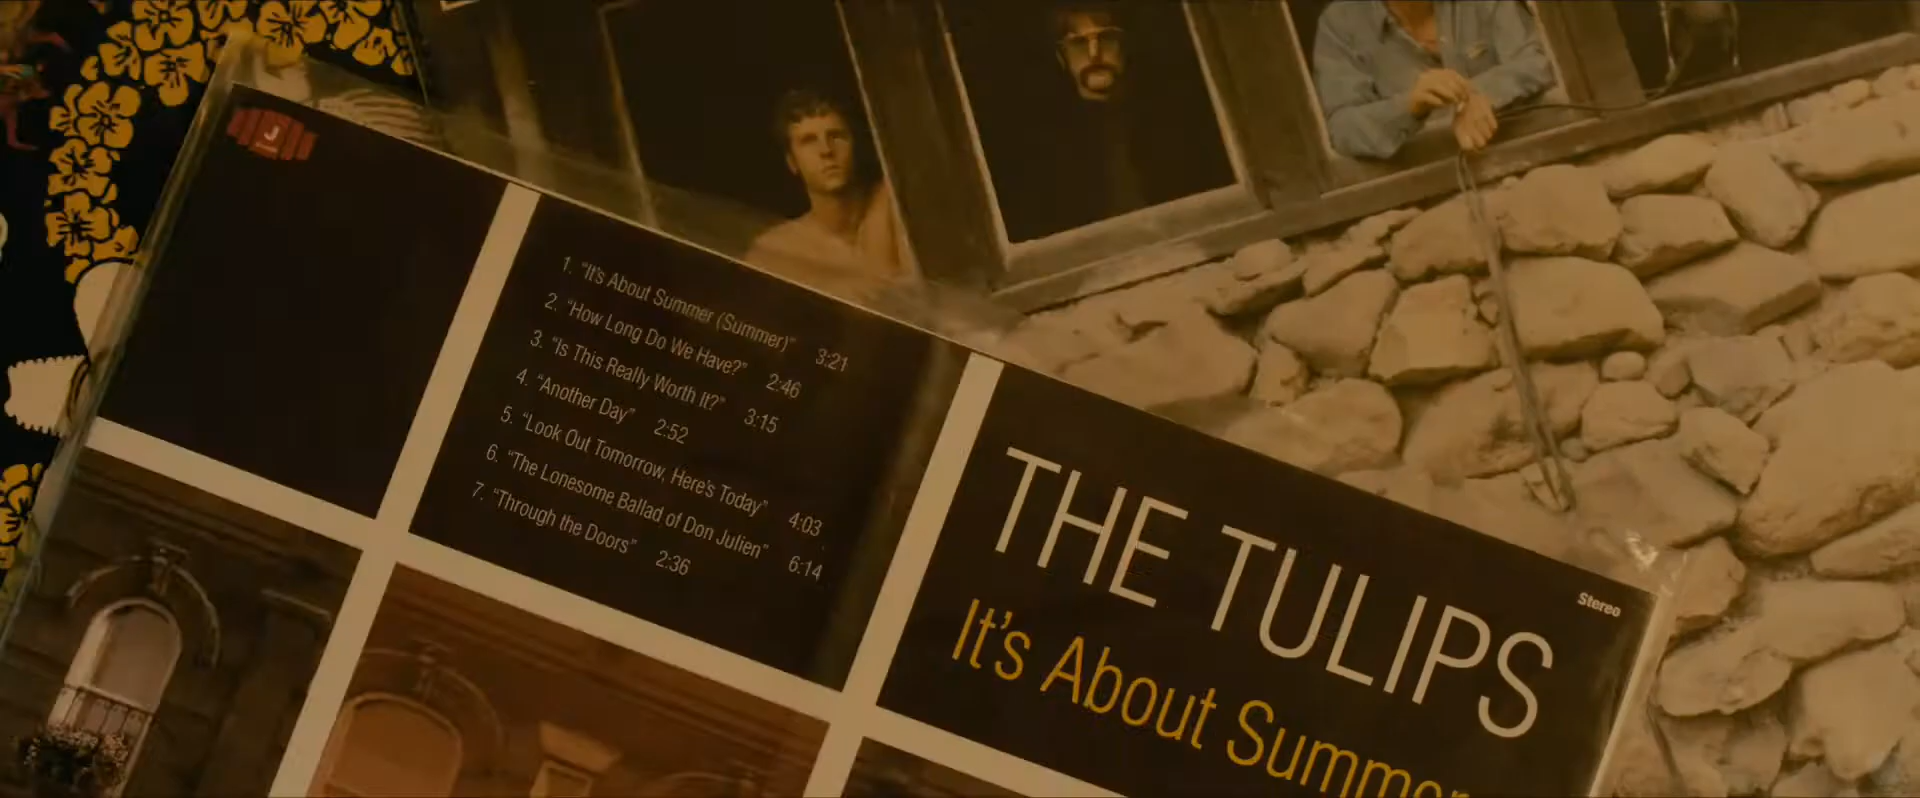 J
1. “It's About Summer (Summer)” 3:21
2. “How Long Do We Have?” 2:46
3. “Is This Really Worth It?” 3:15
4. “Another Day” 2:52
5. “Look Out Tomorrow, Here's Today” 4:03
6. “The Lonesome Ballad of Don Julien” 6:14
7. “Through the Doors” 2:36
Stereo
THE TULIPS
It's About Summer